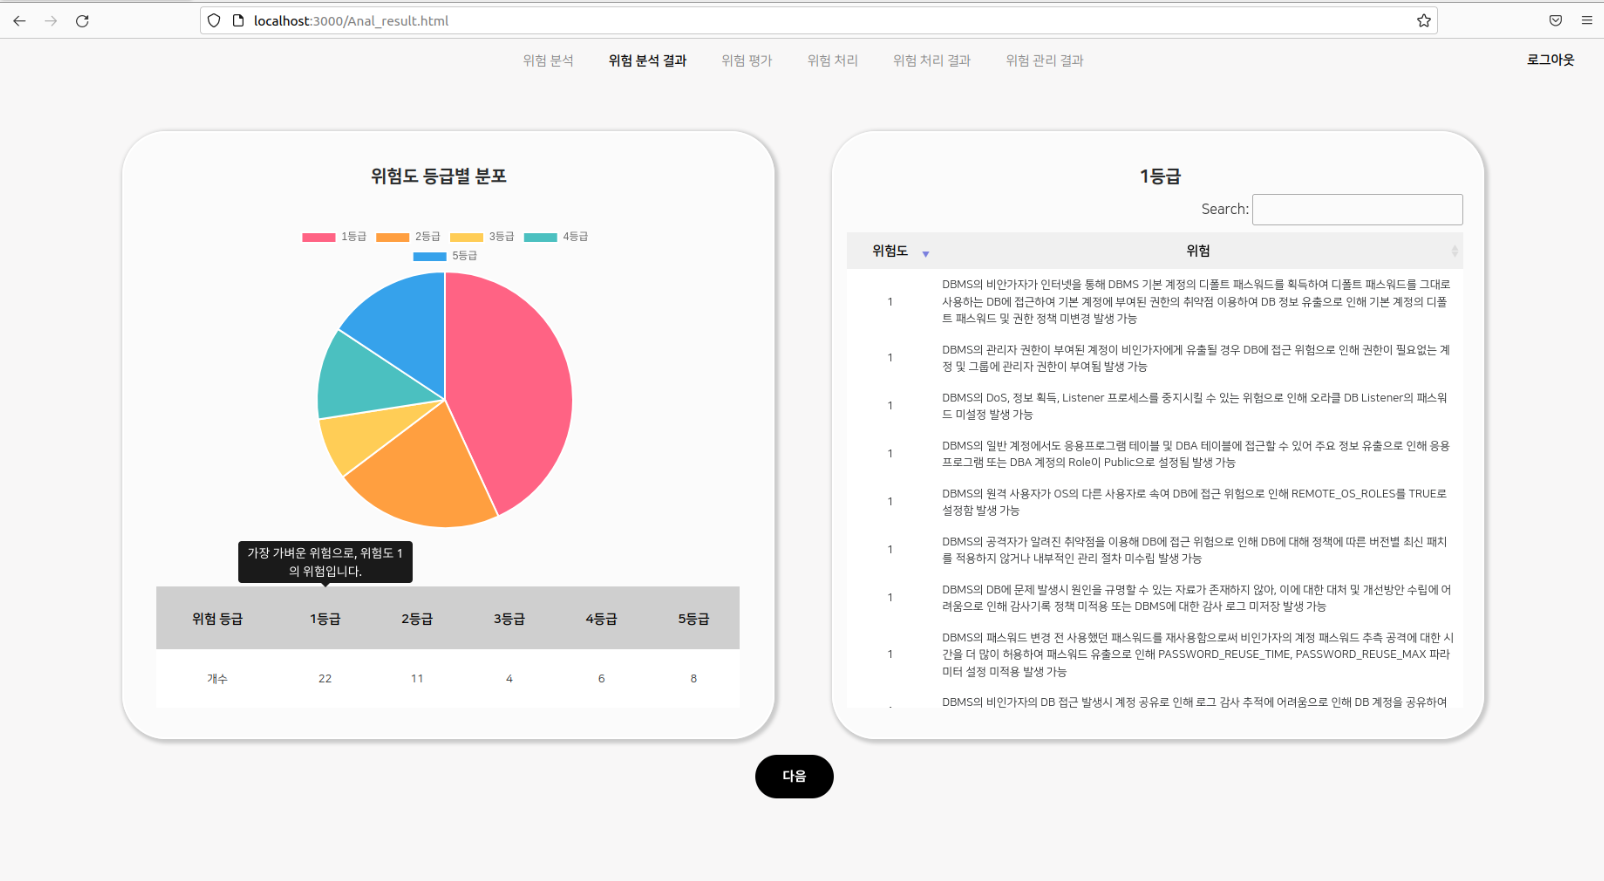 localhost:3000/Anal_result.html
위험 분석 위험 분석 결과 위험 평가 위험 처리 위험 처리 결과 위험 관리 결과 로그아웃
위험도 등급별 분포
1등급 2등급 3등급 4등급
5등급
가장 가벼운 위험으로, 위험도 1
의 위험입니다.
위험 등급 1등급 2등급 3등급 4등급 5등급
개수 22 11 4 6 8
1등급
Search:
위험도 위험
DBMS의 비안가자가 인터넷을 통해 DBMS 기본 계정의 디폴트 패스워드를 획득하여 디폴트 패스워드를 그대로
1 사용하는 DB에 접근하여 기본 계정에 부여된 권한의 취약점 이용하여 DB 정보 유출으로 인해 기본 계정의 디폴
트 패스워드 및 권한 정책 미변경 발생 가능
DBMS의 관리자 권한이 부여된 계정이 비인가자에게 유출될 경우 DB에 접근 위험으로 인해 권한이 필요없는 계
1
정 및 그룹에 관리자 권한이 부여됨 발생 가능
DBMS의 DoS, 정보 획득, Listener 프로세스를 중지시킬 수 있는 위험으로 인해 오라클 DB Listener의 패스워
1
드 미설정 발생 가능
DBMS의 일반 계정에서도 응용프로그램 테이블 및 DBA 테이블에 접근할 수 있어 주요 정보 유출으로 인해 응용
1
프로그램 또는 DBA 계정의 Role이 Public으로 설정됨 발생 가능
DBMS의 원격 사용자가 OS의 다른 사용자로 속여 DB에 접근 위험으로 인해 REMOTE_OS_ROLES를 TRUE로
1
설정함 발생 가능
DBMS의 공격자가 알려진 취약점을 이용해 DB에 접근 위험으로 인해 DB에 대해 정책에 따른 버전별 최신 패치
1
를 적용하지 않거나 내부적인 관리 절차 미수립 발생 가능
DBMS의 DB에 문제 발생시 원인을 규명할 수 있는 자료가 존재하지 않아, 이에 대한 대처 및 개선방안 수립에 어
1
려움으로 인해 감사기록 정책 미적용 또는 DBMS에 대한 감사 로그 미저장 발생 가능
DBMS의 패스워드 변경 전 사용했던 패스워드를 재사용함으로써 비인가자의 계정 패스워드 추측 공격에 대한 시
1 간을 더 많이 허용하여 패스워드 유출으로 인해 PASSWORD_REUSE_TIME, PASSWORD_REUSE_MAX 파라
미터 설정 미적용 발생 가능
DBMS의 비인가자의 DB 접근 발생시 계정 공유로 인해 로그 감사 추적에 어려움으로 인해 DB 계정을 공유하여
다음